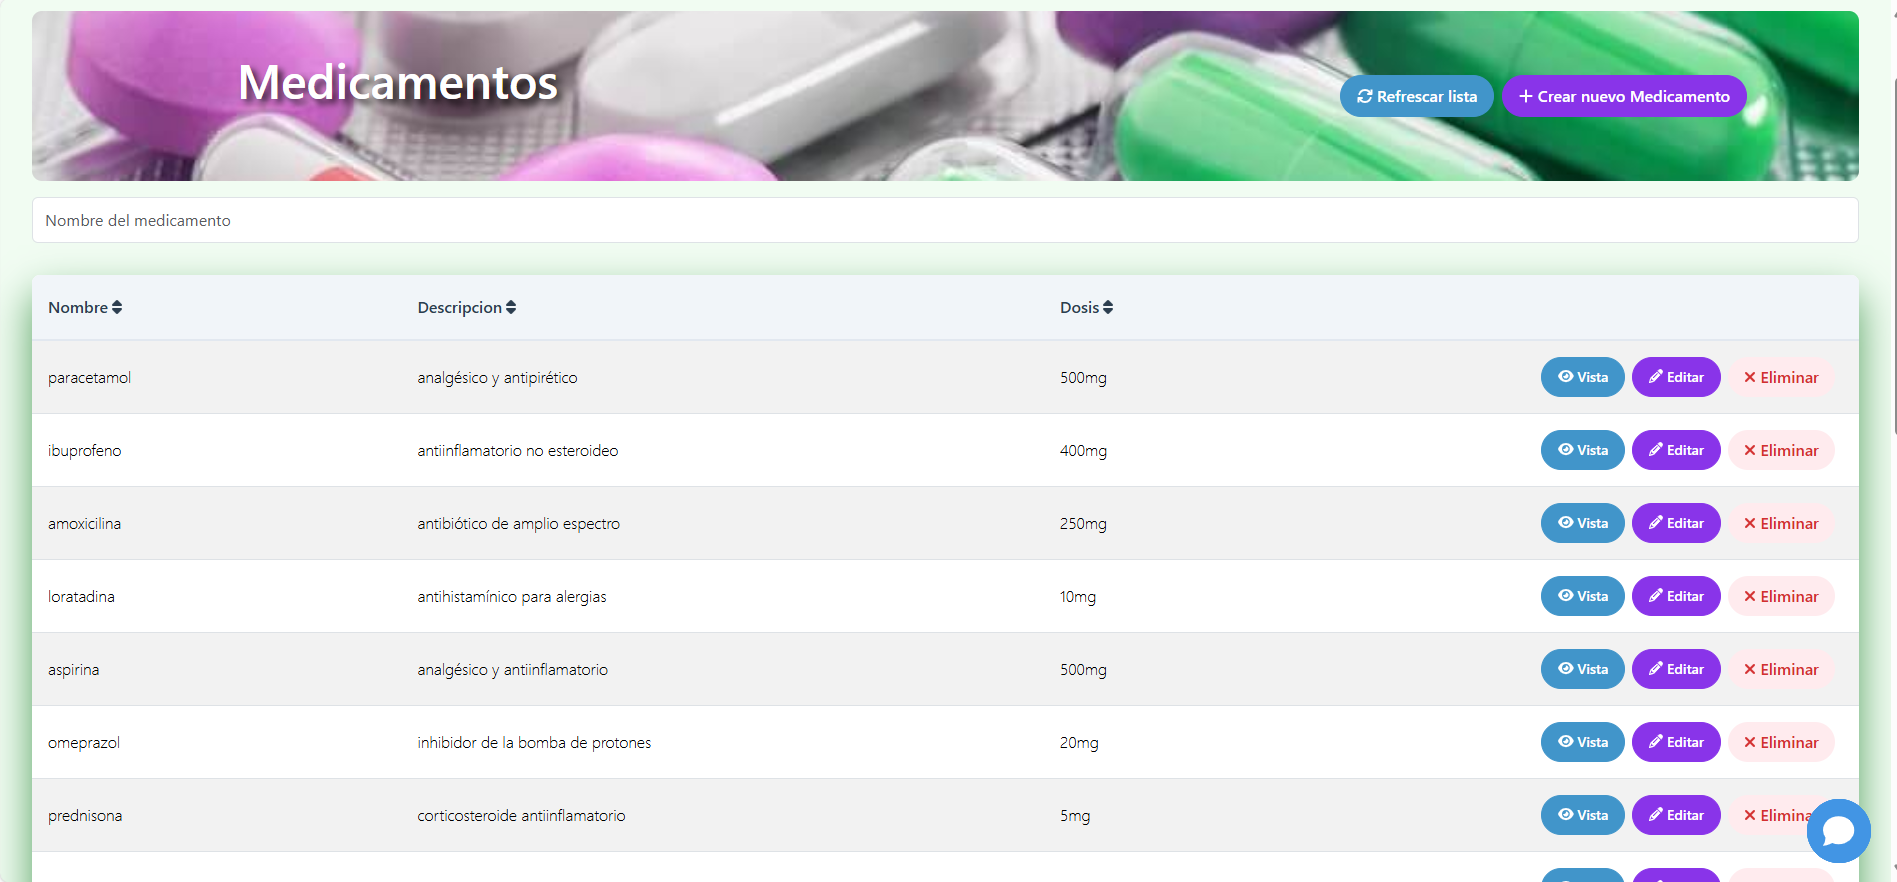 Medicamentos
Refrescar lista
Crear nuevo Medicamento
Nombre del medicamento
Nombre Descripcion Dosis
paracetamol analgésico y antipirético 500mg Vista Editar Eliminar
ibuprofeno antiinflamatorio no esteroideo 400mg Vista Editar Eliminar
amoxicilina antibiótico de amplio espectro 250mg Vista Editar Eliminar
loratadina antihistamínico para alergias 10mg Vista Editar Eliminar
aspirina analgésico y antiinflamatorio 500mg Vista Editar Eliminar
omeprazol inhibidor de la bomba de protones 20mg Vista Editar Eliminar
prednisona corticosteroide antiinflamatorio 5mg Vista Editar Elimina